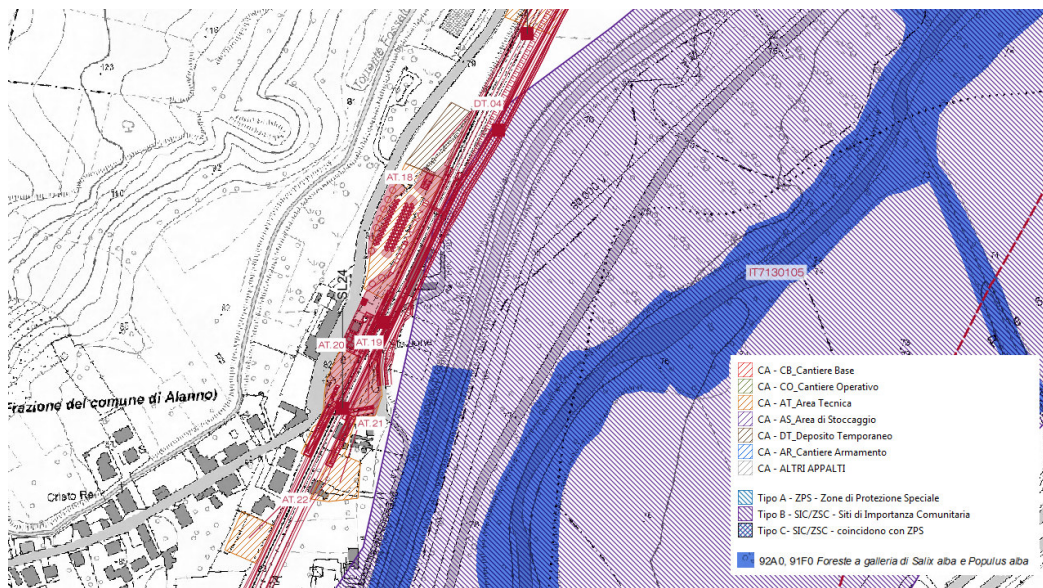 DT.04
AT.18
SL24
IT7130105
AT.20
AT.19
AT.21
AT.22
Frazione del comune di Alanno)
Cristo Re
CA - CB_Cantiere Base
CA - CO_Cantiere Operativo
CA - AT_Area Tecnica
CA - AS_Area di Stoccaggio
CA - DT_Deposito Temporaneo
CA - AR_Cantiere Armamento
CA - ALTRI APPALTI
Tipo A - ZPS - Zone di Protezione Speciale
Tipo B - SIC/ZSC - Siti di Importanza Comunitaria
Tipo C- SIC/ZSC - coincidono con ZPS
92A0, 91F0 Foreste a galleria di Salix alba e Populus alba